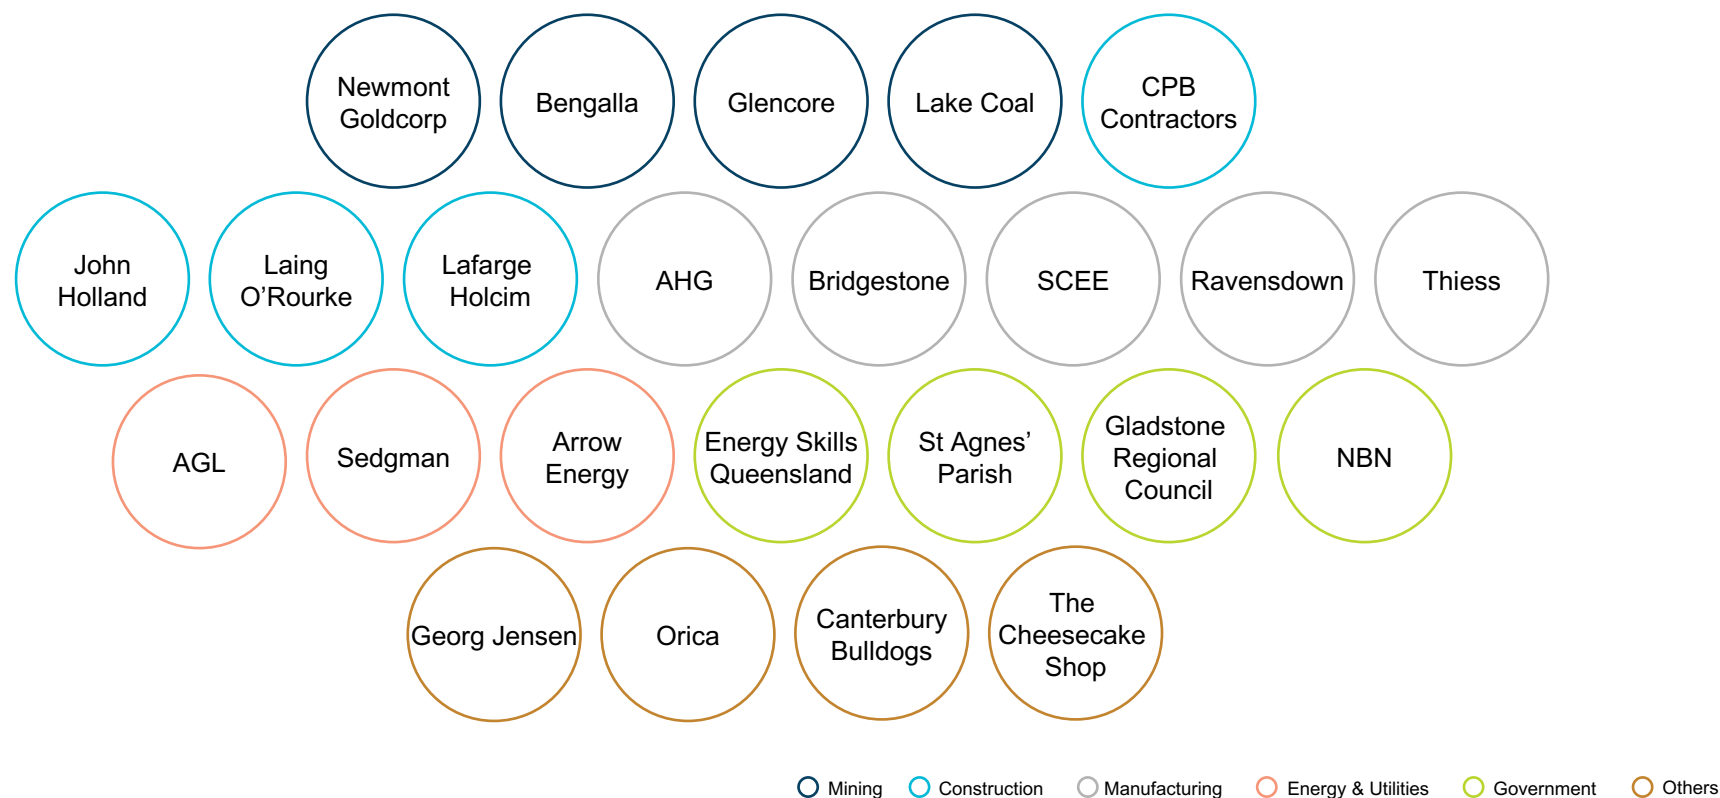 Newmont
Goldcorp
Bengalla
Glencore
Lake Coal
CPB
Contractors
John
Holland
Laing
O’Rourke
Lafarge
Holcim
AHG
Bridgestone
SCEE
Ravensdown
Thiess
AGL
Sedgman
Arrow
Energy
Energy Skills
Queensland
St Agnes’
Parish
Gladstone
Regional
Council
NBN
Georg Jensen
Orica
Canterbury
Bulldogs
The
Cheesecake
Shop
Mining
Construction
Manufacturing
Energy & Utilities
Government
Others